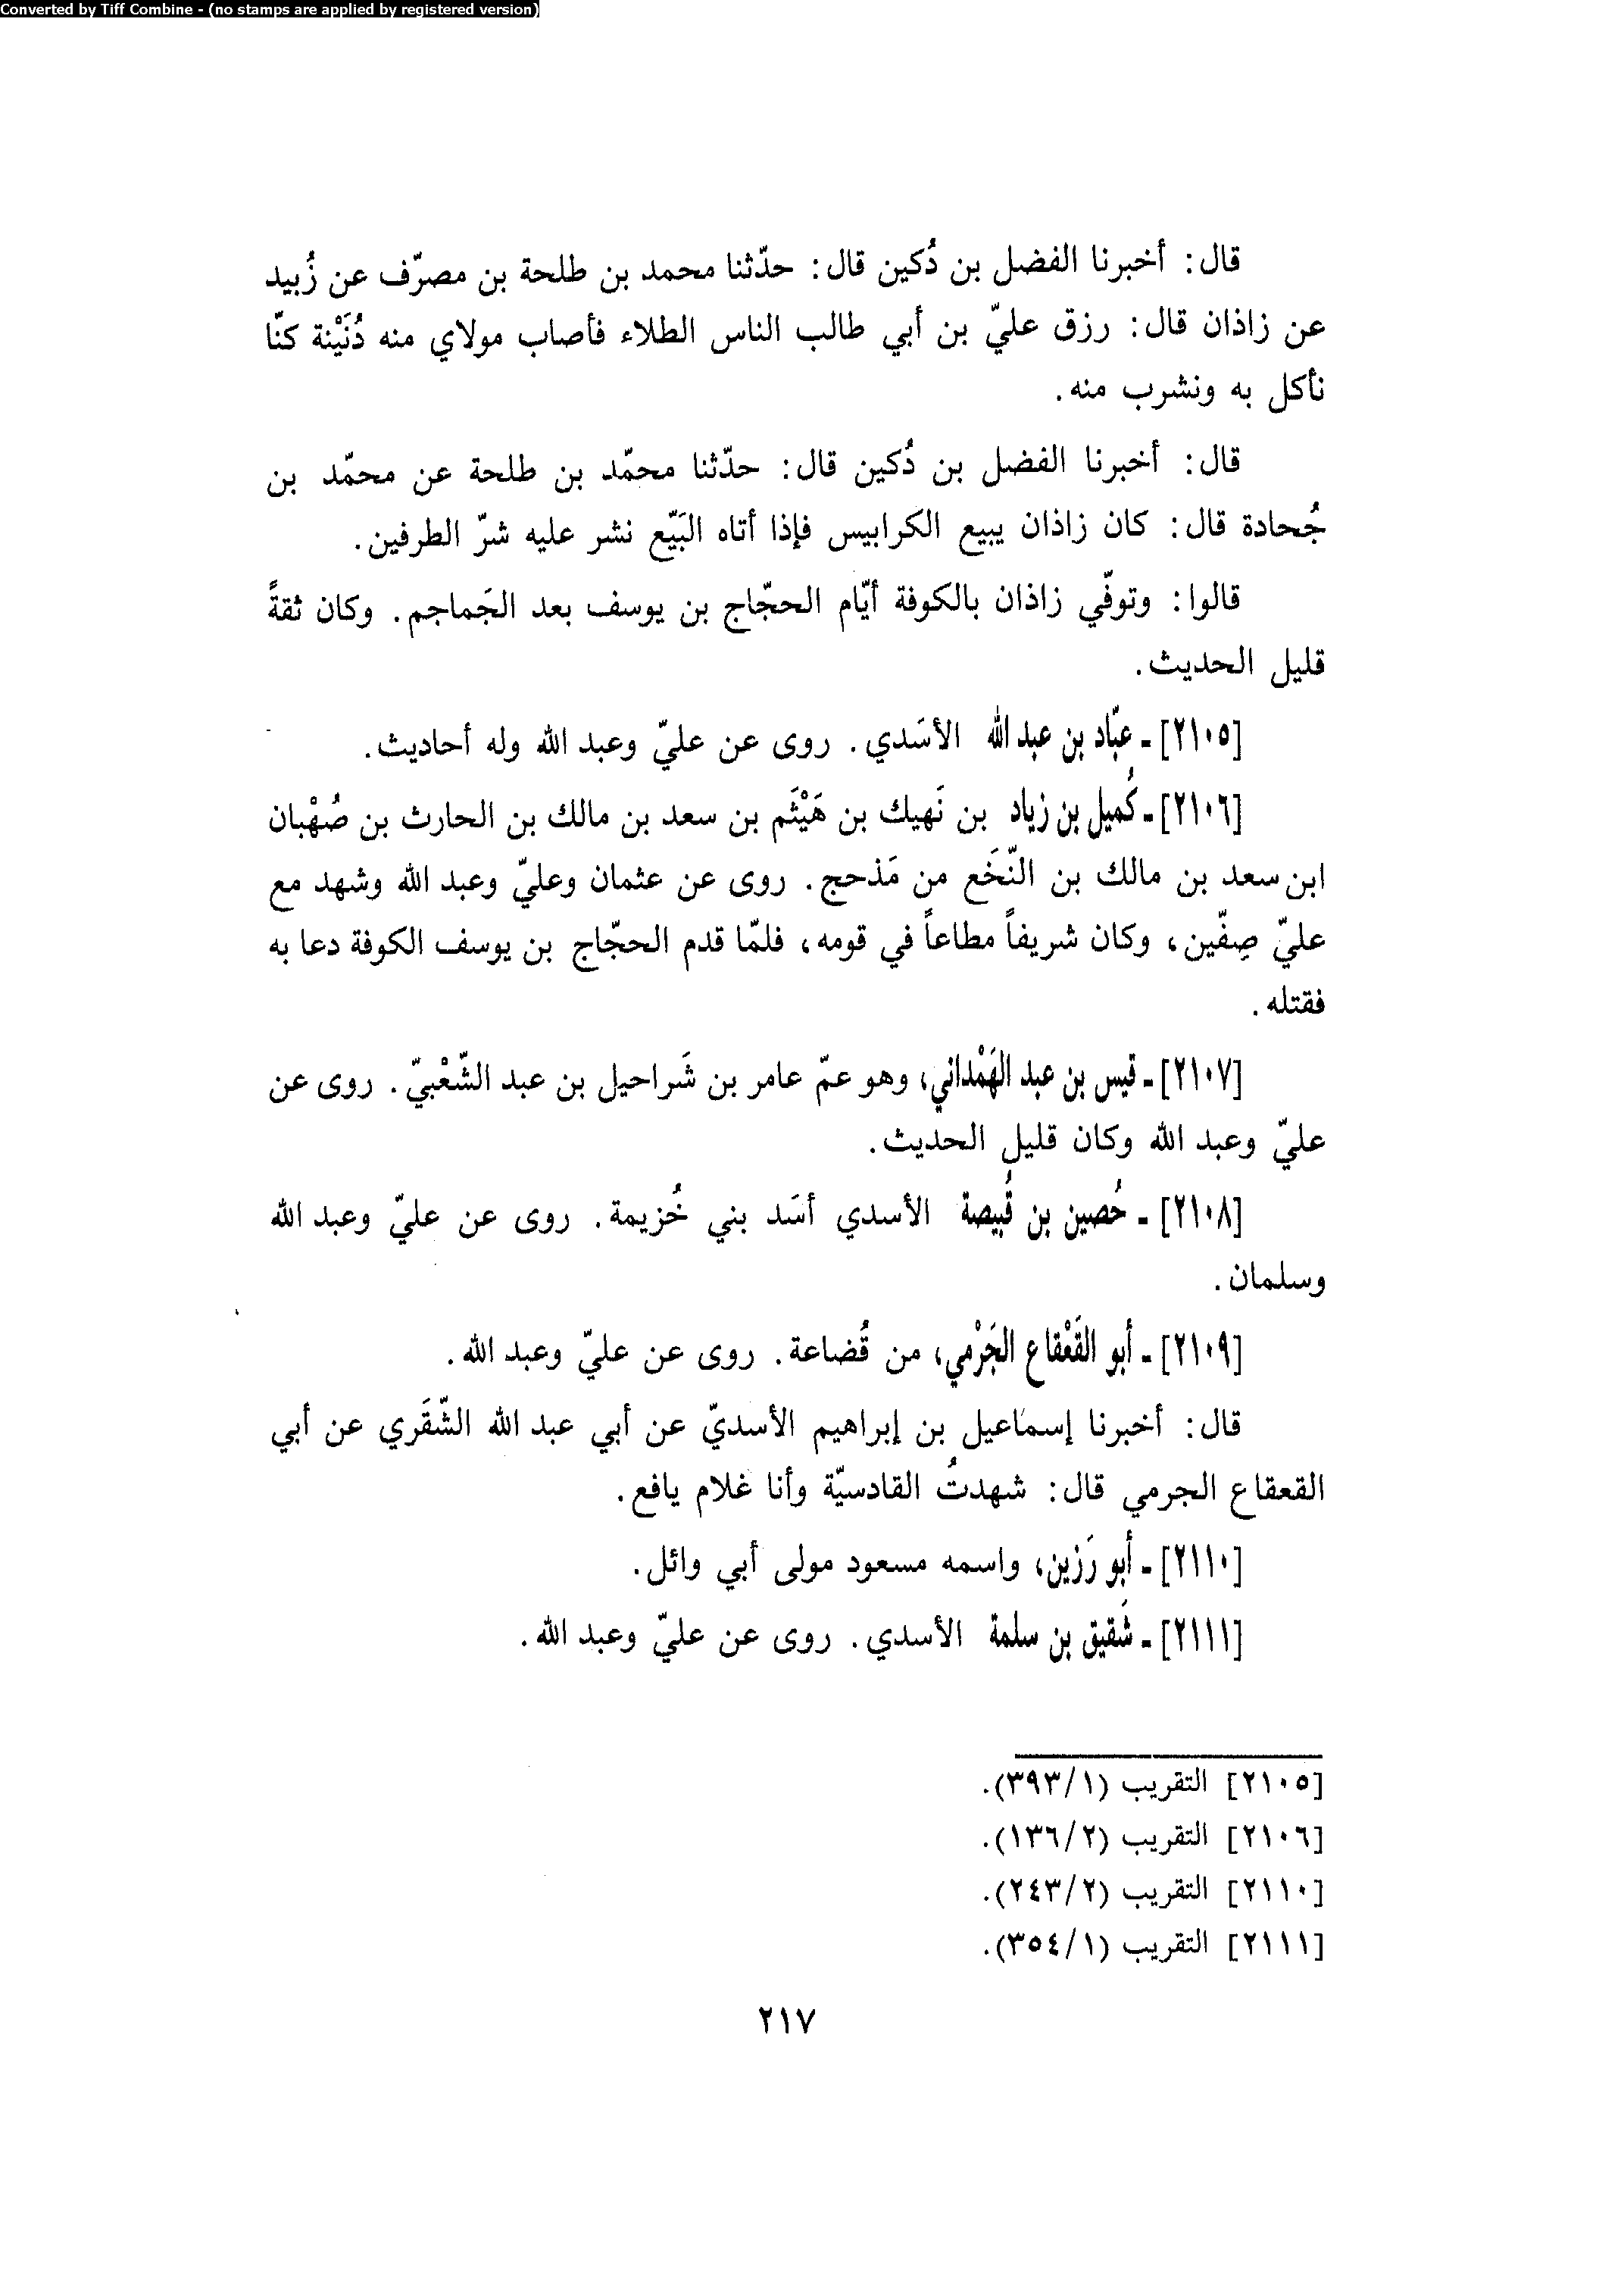 Converted by Tiff Combine - (no stamps are applied by registered version)
قال: أخبرنا الفضل بن دُكين قال: حدّثنا محمد بن طلحة بن مصرّف عن زُبيد
عن زاذان قال: رزق عليّ بن أبي طالب الناس الطلاء فأصاب مولاي منه دُنَيْنة كنّا
نأكل به ونشرب منه.
قال: أخبرنا الفضل بن دُكين قال: حدّثنا محمّد بن طلحة عن محمّد بن
جُحادة قال: كان زاذان يبيع الكرابيس فإذا أتاه البَيّع نشر عليه شرّ الطرفين.
قالوا: وتوفّي زاذان بالكوفة أيّام الحجّاج بن يوسف بعد الجَماجم. وكان ثقةً
قليل الحديث.
[٢١٠٥] ـ عبّاد بن عبد الله الأسَدي. روى عن عليّ وعبد الله وله أحاديث.
[٢١٠٦] ـ كُميل بن زياد بن نَهيك بن هَيْثَم بن سعد بن مالك بن الحارث بن صُهْبان
ابن سعد بن مالك بن النّخَع من مَذحج. روى عن عثمان وعليّ وعبد الله وشهد مع
عليّ صِفّين، وكان شريفاً مطاعاً في قومه، فلمّا قدم الحجّاج بن يوسف الكوفة دعا به
فقتله.
[٢١٠٧] ـ قيس بن عبد الهَمْداني، وهو عمّ عامر بن شَراحيل بن عبد الشّعْبيّ. روى عن
عليّ وعبد الله وكان قليل الحديث.
[٢١٠٨] ـ حُصين بن قُبيصة الأسدي أسَد بني خُزيمة. روى عن عليّ وعبد الله
وسلمان.
[٢١٠٩] ـ أبو القَعْقاع الجَرْمي، من قُضاعة. روى عن عليّ وعبد الله.
قال: أخبرنا إسماعيل بن إبراهيم الأسديّ عن أبي عبد الله الشّقَري عن أبي
القعقاع الجرمي قال: شهدتُ القادسيّة وأنا غلام يافع.
[٢١١٠] ـ أبو رَزين، واسمه مسعود مولى أبي وائل.
[٢١١١] ـ شَقيق بن سلمة الأسدي. روى عن عليّ وعبد الله.
[٢١٠٥] التقريب (١/ ٣٩٣).
[٢١٠٦] التقريب (٢/ ١٣٦).
[٢١١٠] التقريب (٢/ ٢٤٣).
[٢١١١] التقريب (١/ ٣٥٤).
٢١٧